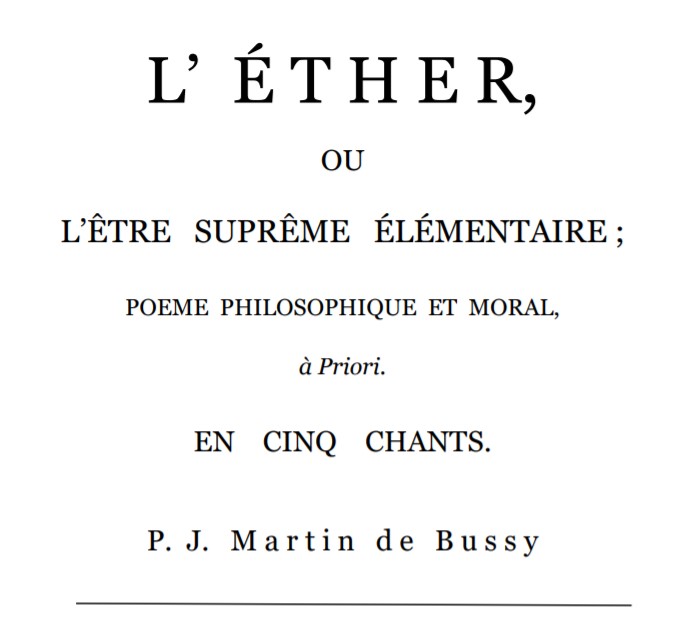 L’ ÉTHER,
OU
L’ÊTRE SUPRÊME ÉLÉMENTAIRE ;
POEME PHILOSOPHIQUE ET MORAL,
à Priori.
EN CINQ CHANTS.
P. J. Martin de Bussy